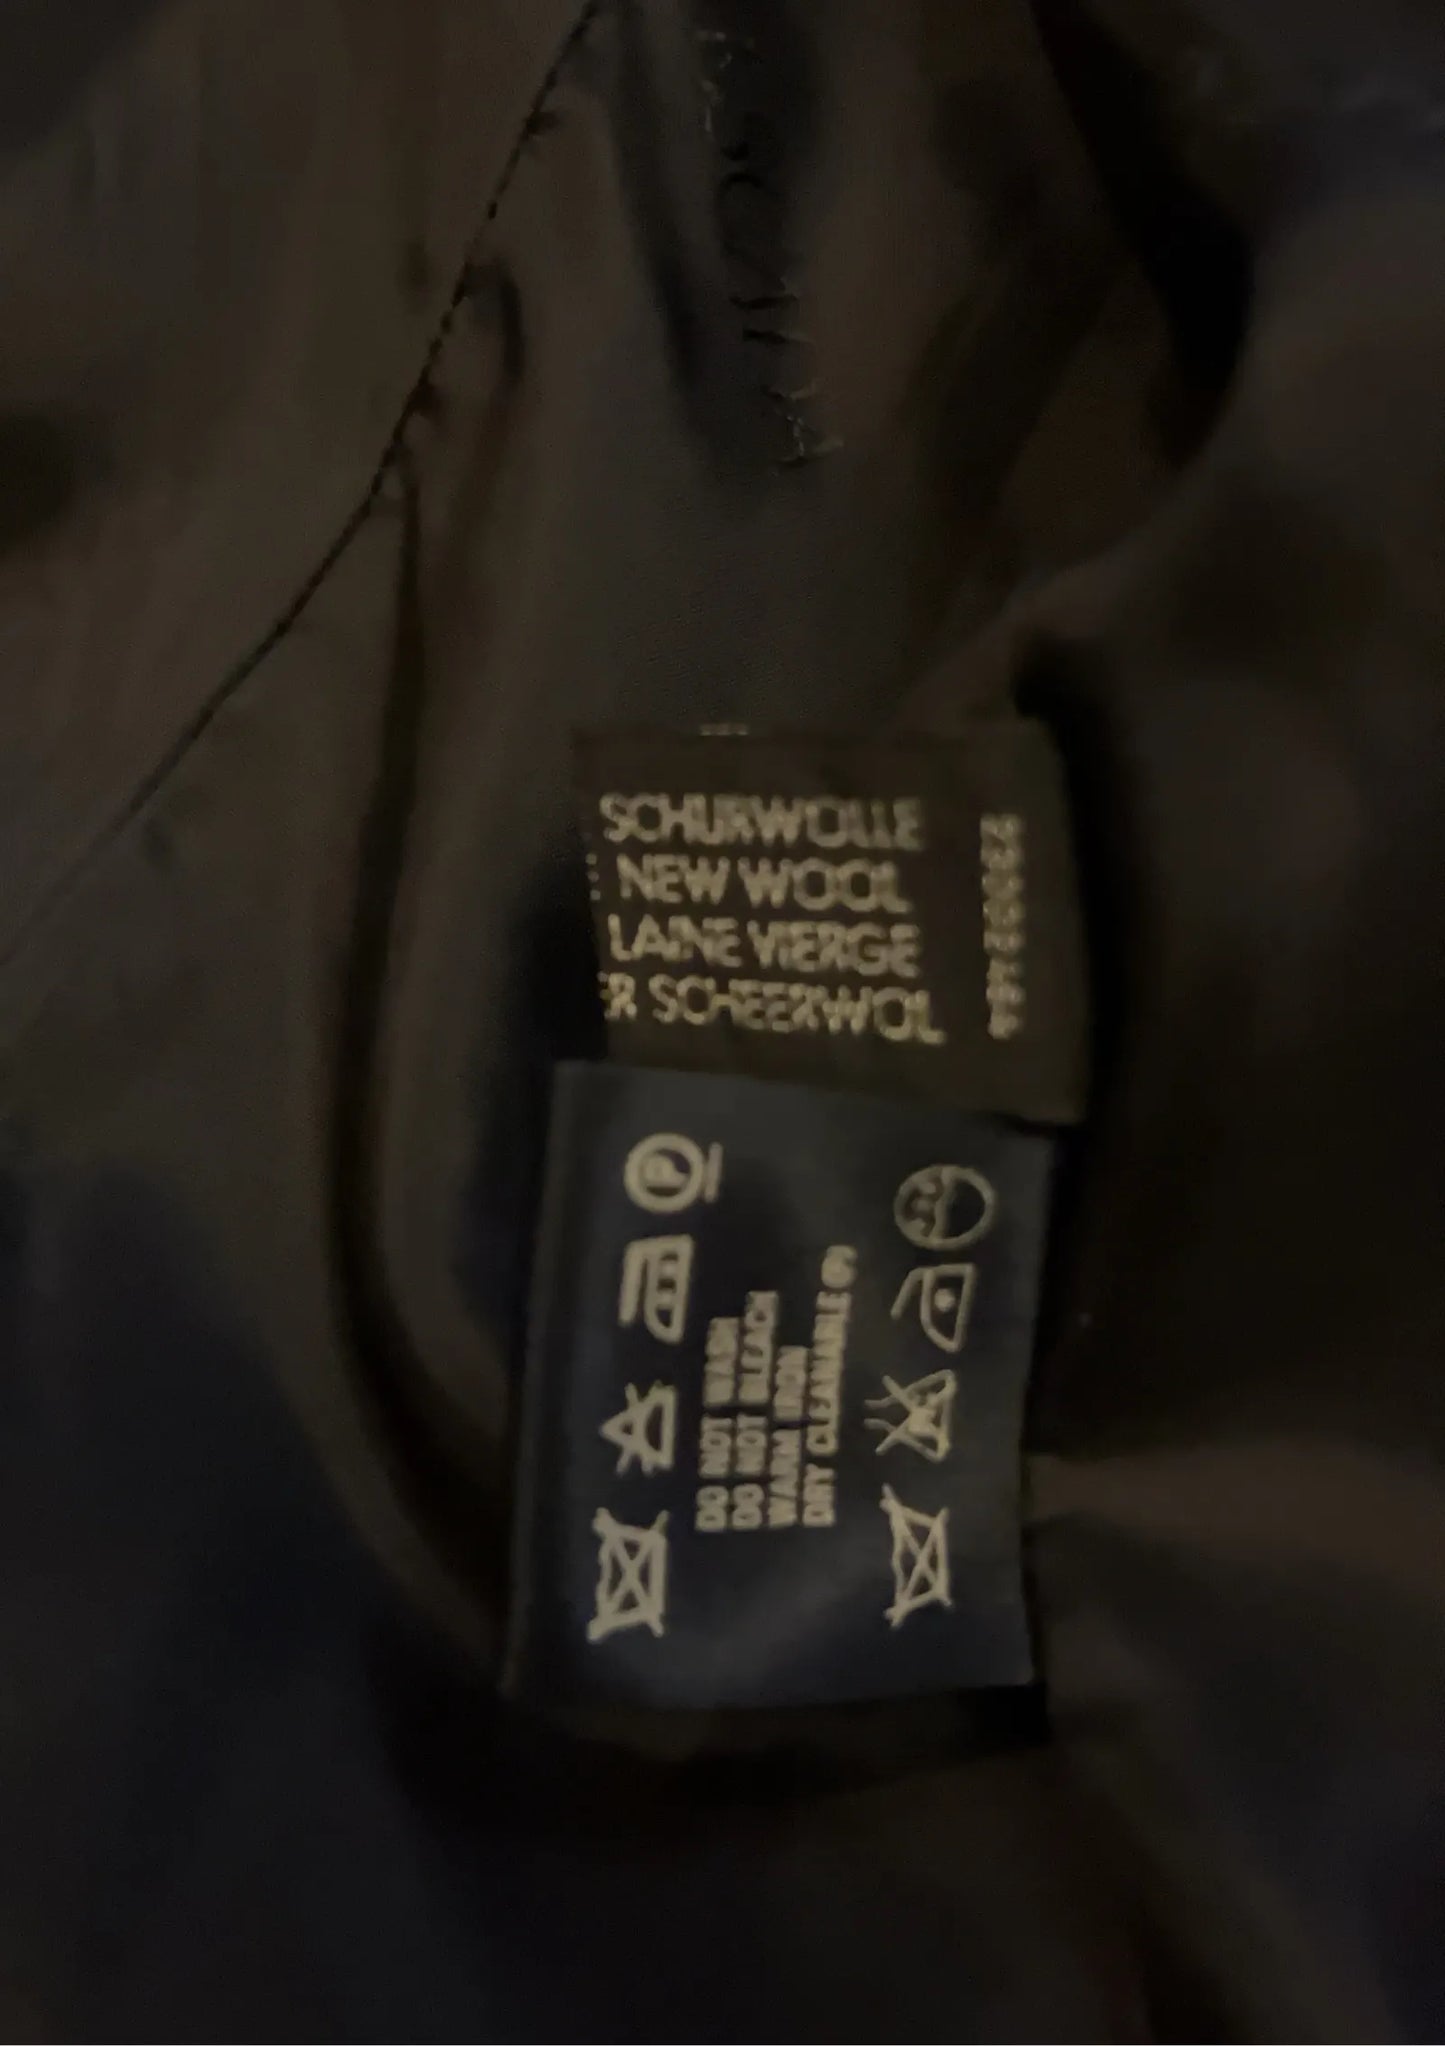 SCHURWOLLE
NEW WOOL
LAINE VIERGE
SCHEERWOL
P
DO NOT WASH
DO NOT BLEACH
WARM IRON
DRY CLEANABLE (P)